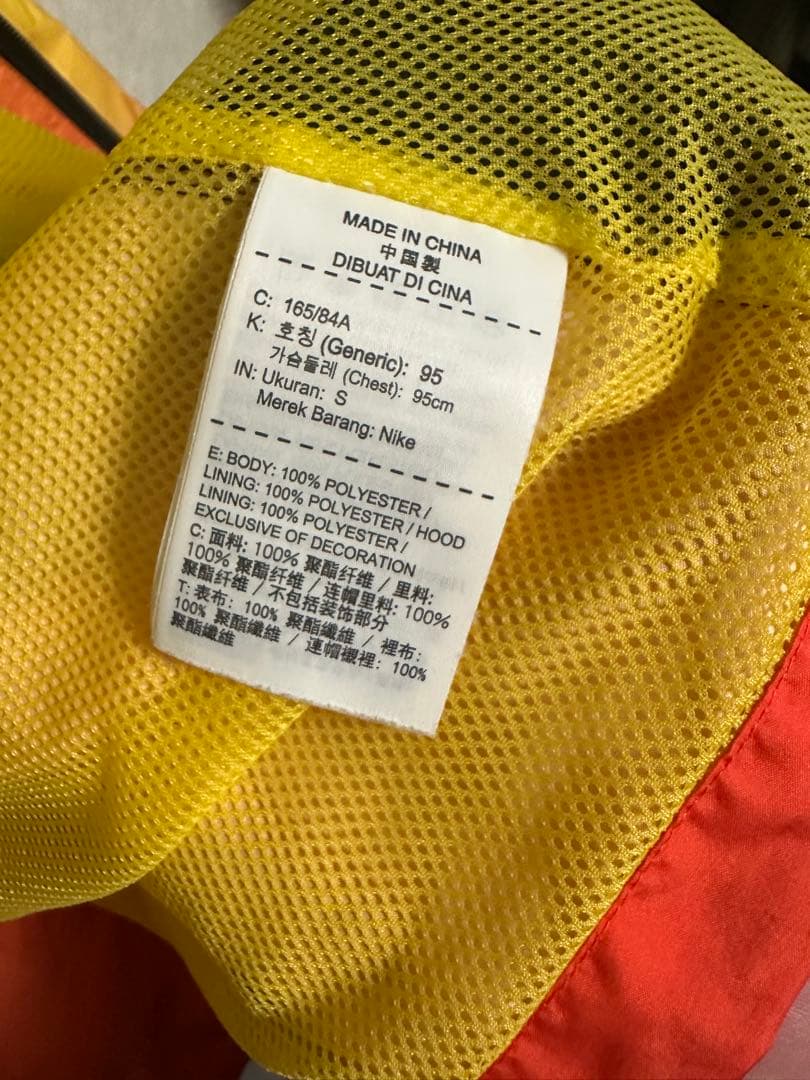 MADE IN CHINA
中国製
DIBUAT DI CINA
C: 165/84A
K: 호칭 (Generic): 95
가슴둘레 (Chest): 95cm
IN: Ukuran: S
Merek Barang: Nike
E: BODY: 100% POLYESTER /
LINING: 100% POLYESTER / HOOD
LINING: 100% POLYESTER /
EXCLUSIVE OF DECORATION
C: 面料: 100% 聚酯纤维 / 里料:
100% 聚酯纤维 / 连帽里料: 100%
聚酯纤维 / 不包括装饰部分
T: 表布: 100% 聚酯纖維 / 裡布:
100% 聚酯纖維 / 連帽襯裡: 100%
聚酯纖維